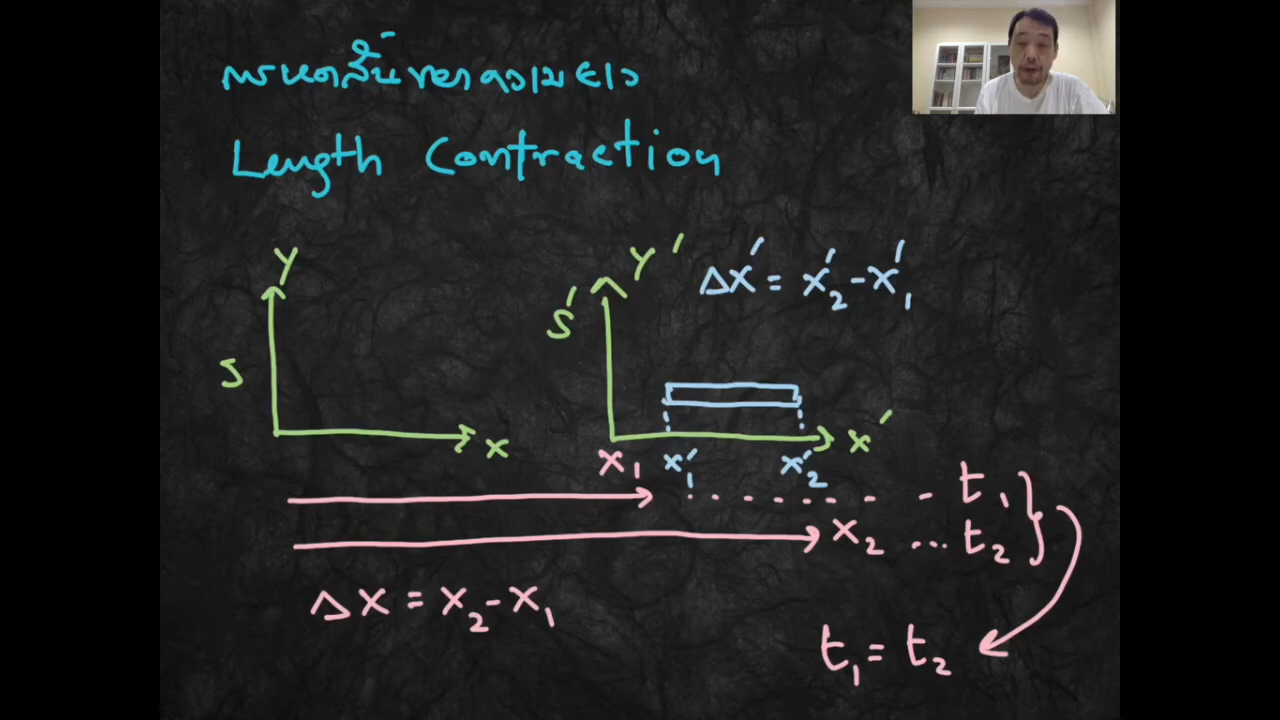 การหดสั้นของความยาว
Length Contraction
y
S
x
y'
S'
Δx' = x'₂ - x'₁
x'
x₁
x'₁
x'₂
t₁
x₂ ... t₂
Δx = x₂ - x₁
t₁ = t₂